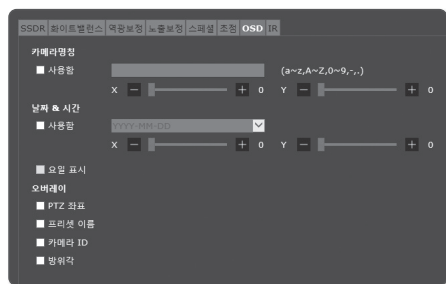 SSDR 화이트밸런스 역광보정 노출보정 스페셜 초점 OSD IR
카메라명칭
사용함 (a~z,A~Z,0~9,-,.)
X 0 Y 0
날짜 & 시간
사용함 YYYY-MM-DD
X 0 Y 0
요일 표시
오버레이
PTZ 좌표
프리셋 이름
카메라 ID
방위각